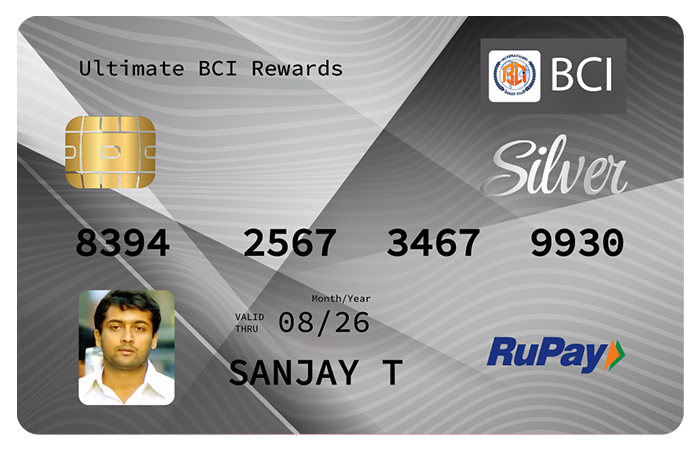 Ultimate BCI Rewards
BCI
Silver
8394 2567 3467 9930
Month/Year
VALID THRU 08/26
SANJAY T
RuPay